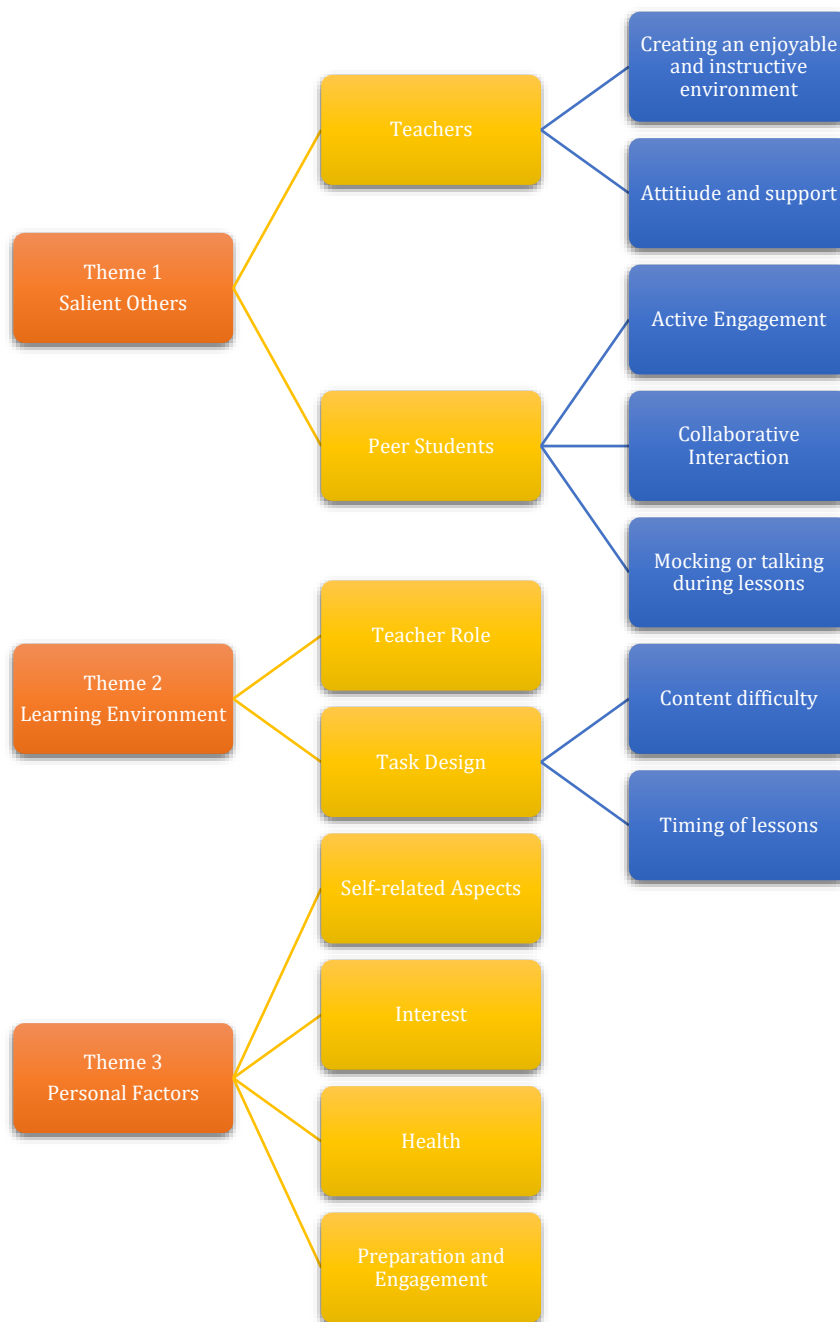 Theme 1
Salient Others
Teachers
Creating an enjoyable
and instructive
environment
Attitiude and support
Peer Students
Active Engagement
Collaborative
Interaction
Mocking or talking
during lessons
Theme 2
Learning Environment
Teacher Role
Task Design
Content difficulty
Timing of lessons
Theme 3
Personal Factors
Self-related Aspects
Interest
Health
Preparation and
Engagement